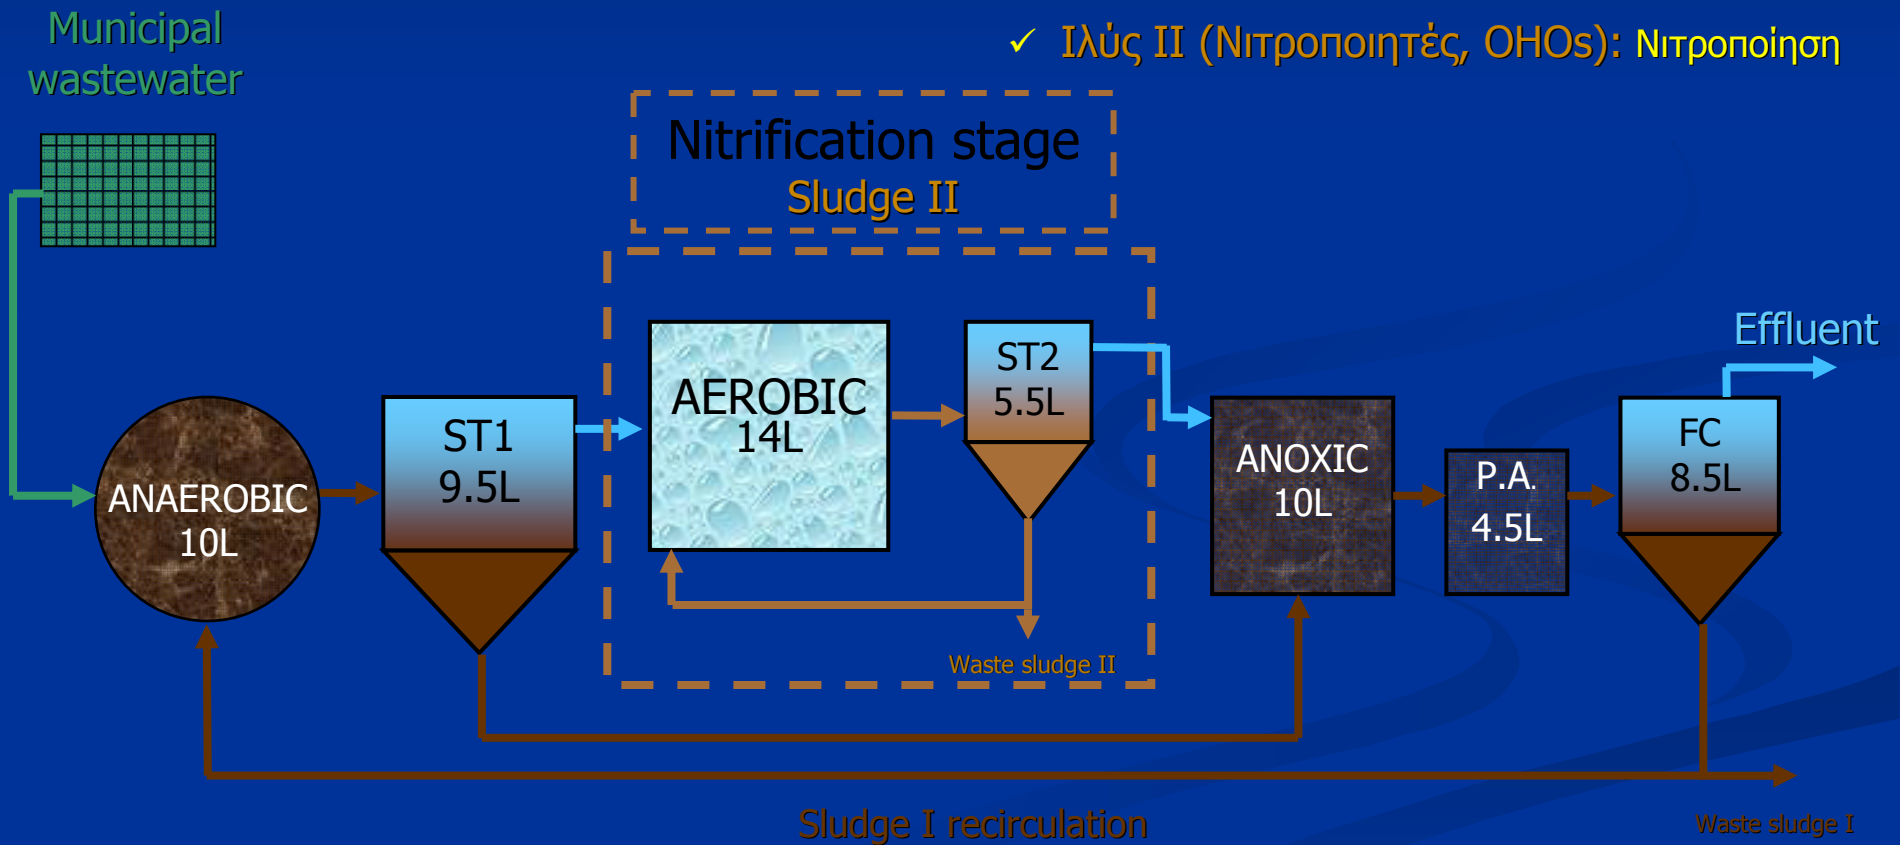 Municipal
wastewater
✓ Ιλύς ΙΙ (Νιτροποιητές, OHOs): Νιτροποίηση
Nitrification stage
Sludge II
Effluent
ANAEROBIC
10L
ST1
9.5L
AEROBIC
14L
ST2
5.5L
ANOXIC
10L
P.A.
4.5L
FC
8.5L
Waste sludge II
Sludge I recirculation
Waste sludge I